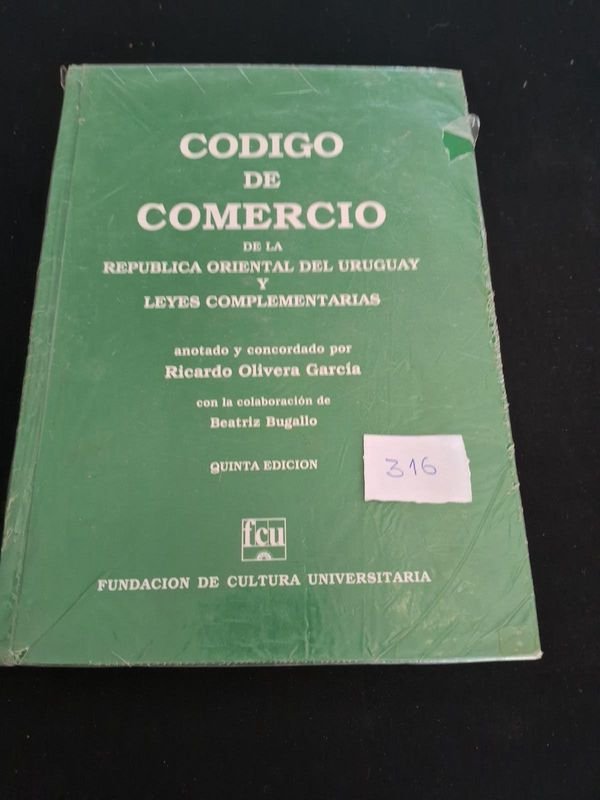 CODIGO
DE
COMERCIO
DE LA
REPUBLICA ORIENTAL DEL URUGUAY
Y
LEYES COMPLEMENTARIAS
anotado y concordado por
Ricardo Olivera García
con la colaboración de
Beatriz Bugallo
QUINTA EDICION
316
fcu
FUNDACION DE CULTURA UNIVERSITARIA